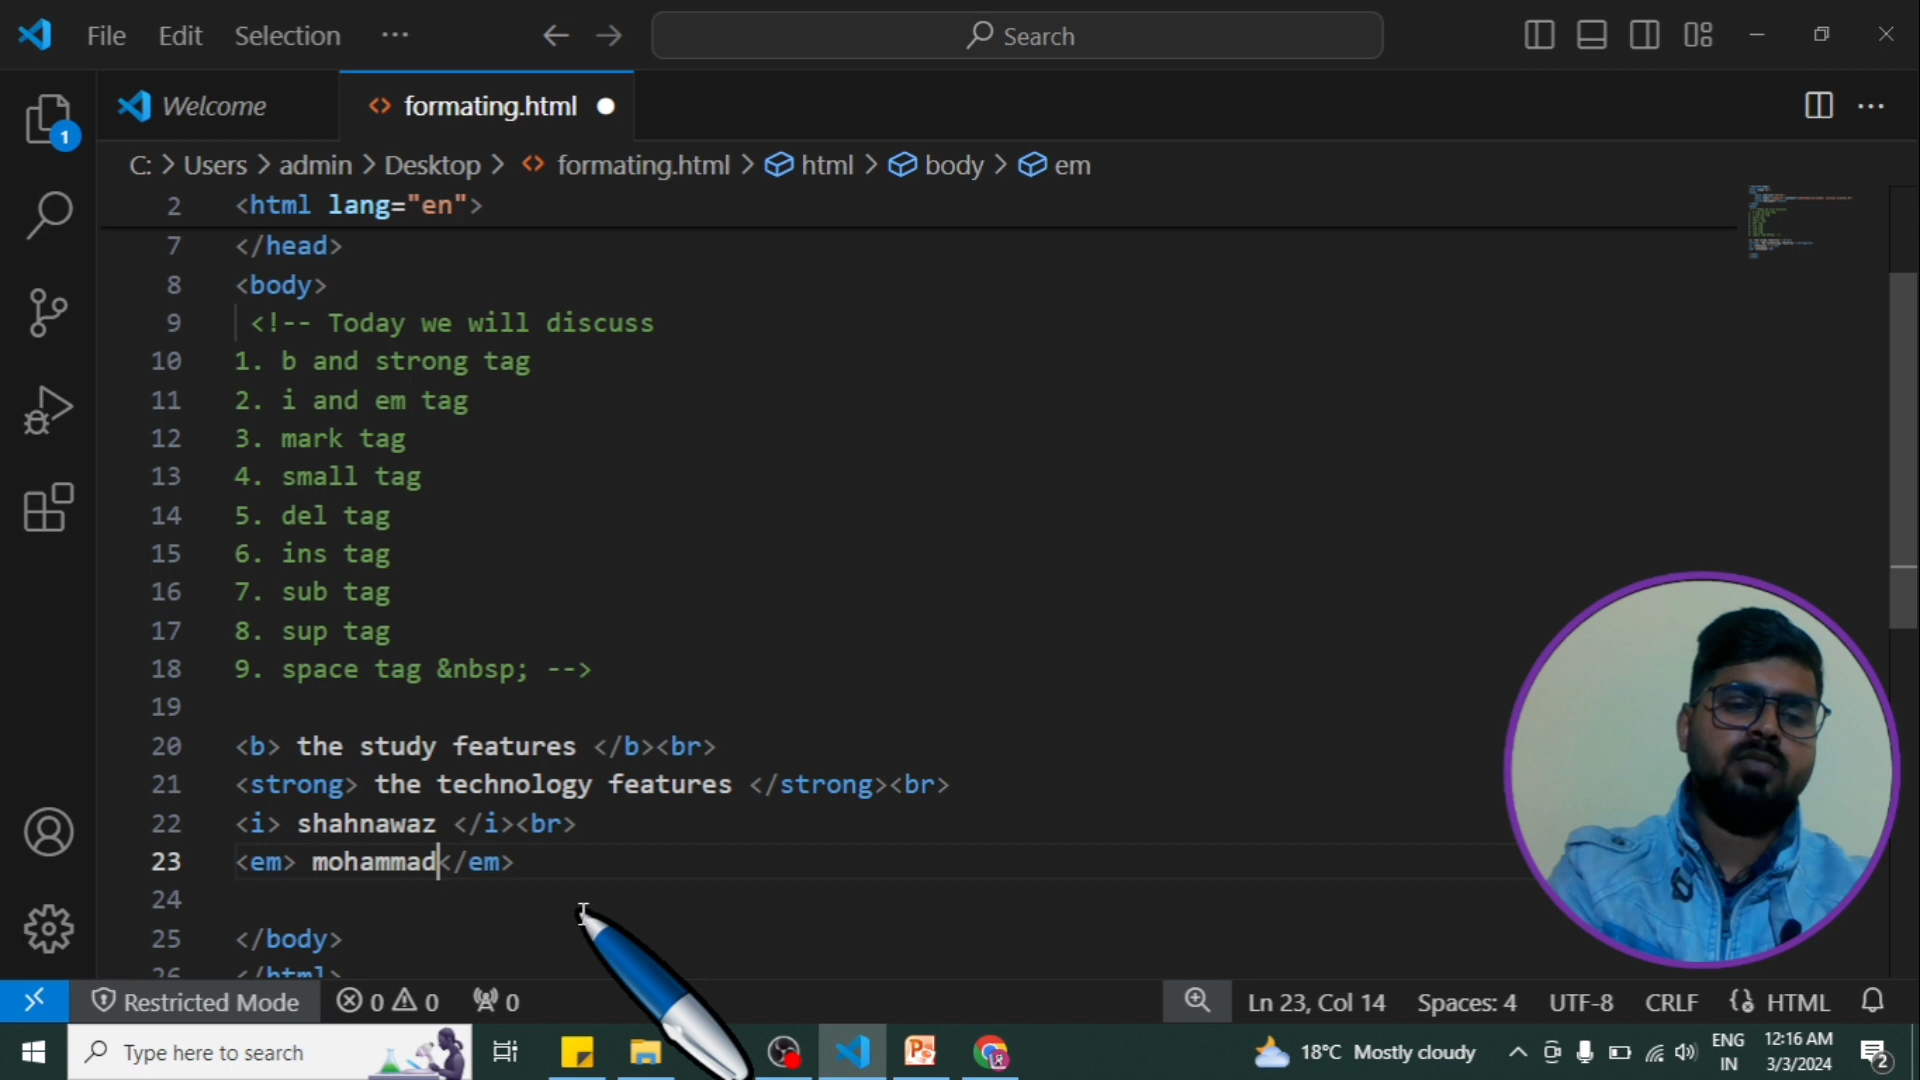 File Edit Selection ... Search
Welcome formating.html
C: > Users > admin > Desktop > formating.html > html > body > em
2 <html lang="en">
7 </head>
8 <body>
9 <!-- Today we will discuss
10 1. b and strong tag
11 2. i and em tag
12 3. mark tag
13 4. small tag
14 5. del tag
15 6. ins tag
16 7. sub tag
17 8. sup tag
18 9. space tag &nbsp; -->
19
20 <b> the study features </b><br>
21 <strong> the technology features </strong><br>
22 <i> shahnawaz </i><br>
23 <em> mohammad</em>
24
25 </body>
26 </html>
1
Restricted Mode 0 0 0 Ln 23, Col 14 Spaces: 4 UTF-8 CRLF HTML
Type here to search 18°C Mostly cloudy ENG IN 12:16 AM 3/3/2024 2